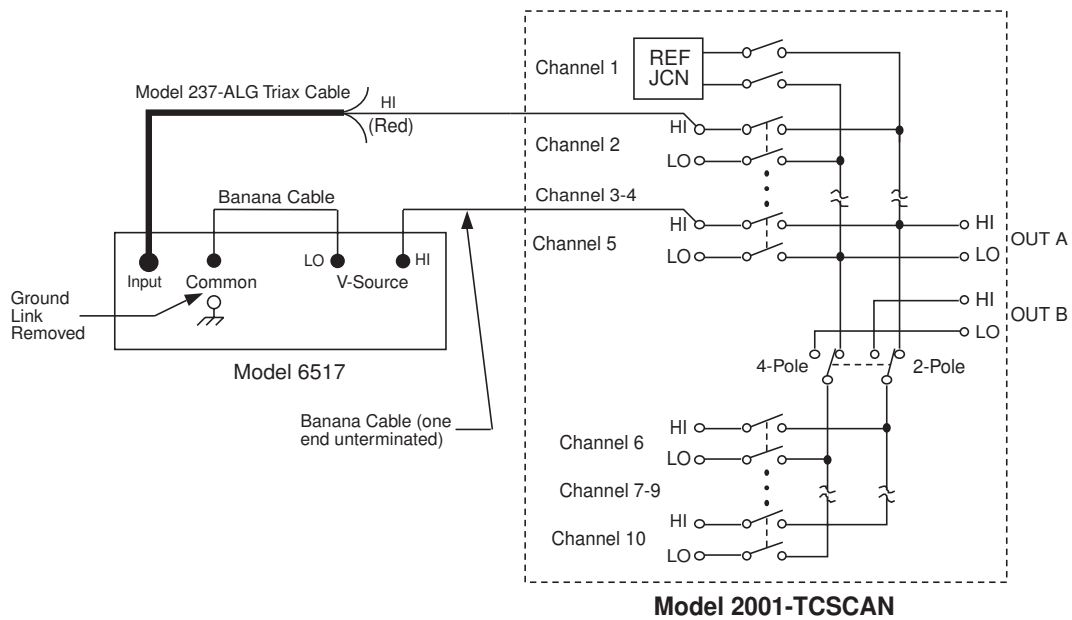 REF
JCN
Channel 1
Model 237-ALG Triax Cable
HI
(Red)
HI
Channel 2
LO
Banana Cable
Channel 3-4
HI
HI
OUT A
Channel 5
LO
LO
LO
HI
Input
Common
V-Source
Ground
Link
Removed
HI
OUT B
LO
Model 6517
4-Pole
2-Pole
Banana Cable (one
end unterminated)
HI
Channel 6
LO
Channel 7-9
HI
Channel 10
LO
Model 2001-TCSCAN